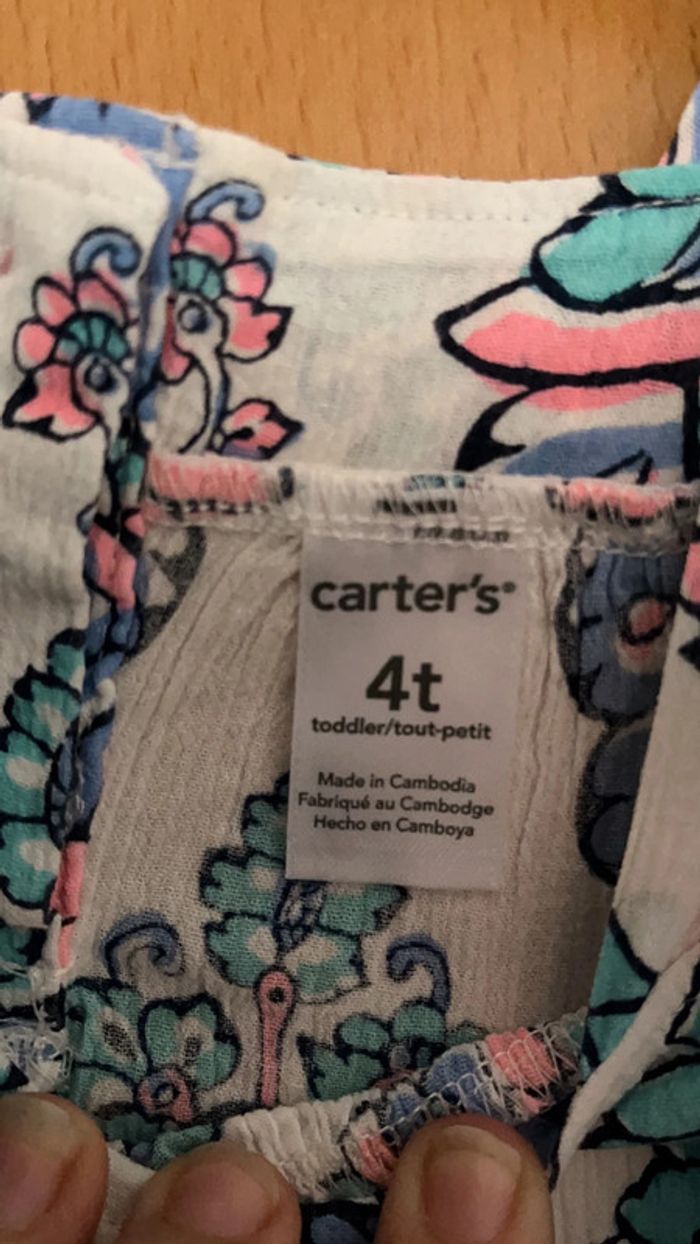 carter's®
4t
toddler/tout-petit
Made in Cambodia
Fabriqué au Cambodge
Hecho en Camboya